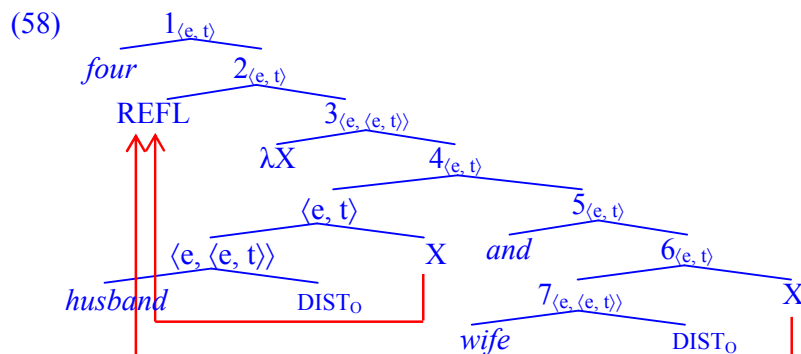 (58) 1⟨e, t⟩
four 2⟨e, t⟩
REFL 3⟨e, ⟨e, t⟩⟩
λX 4⟨e, t⟩
⟨e, t⟩ 5⟨e, t⟩
⟨e, ⟨e, t⟩⟩ X and 6⟨e, t⟩
husband DISTO 7⟨e, ⟨e, t⟩⟩ X
wife DISTO